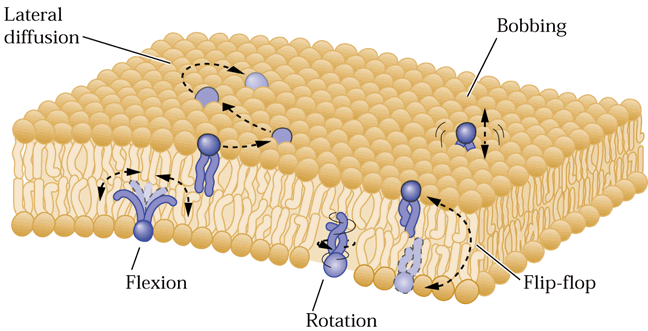 Lateral
diffusion
Bobbing
Flexion
Flip-flop
Rotation